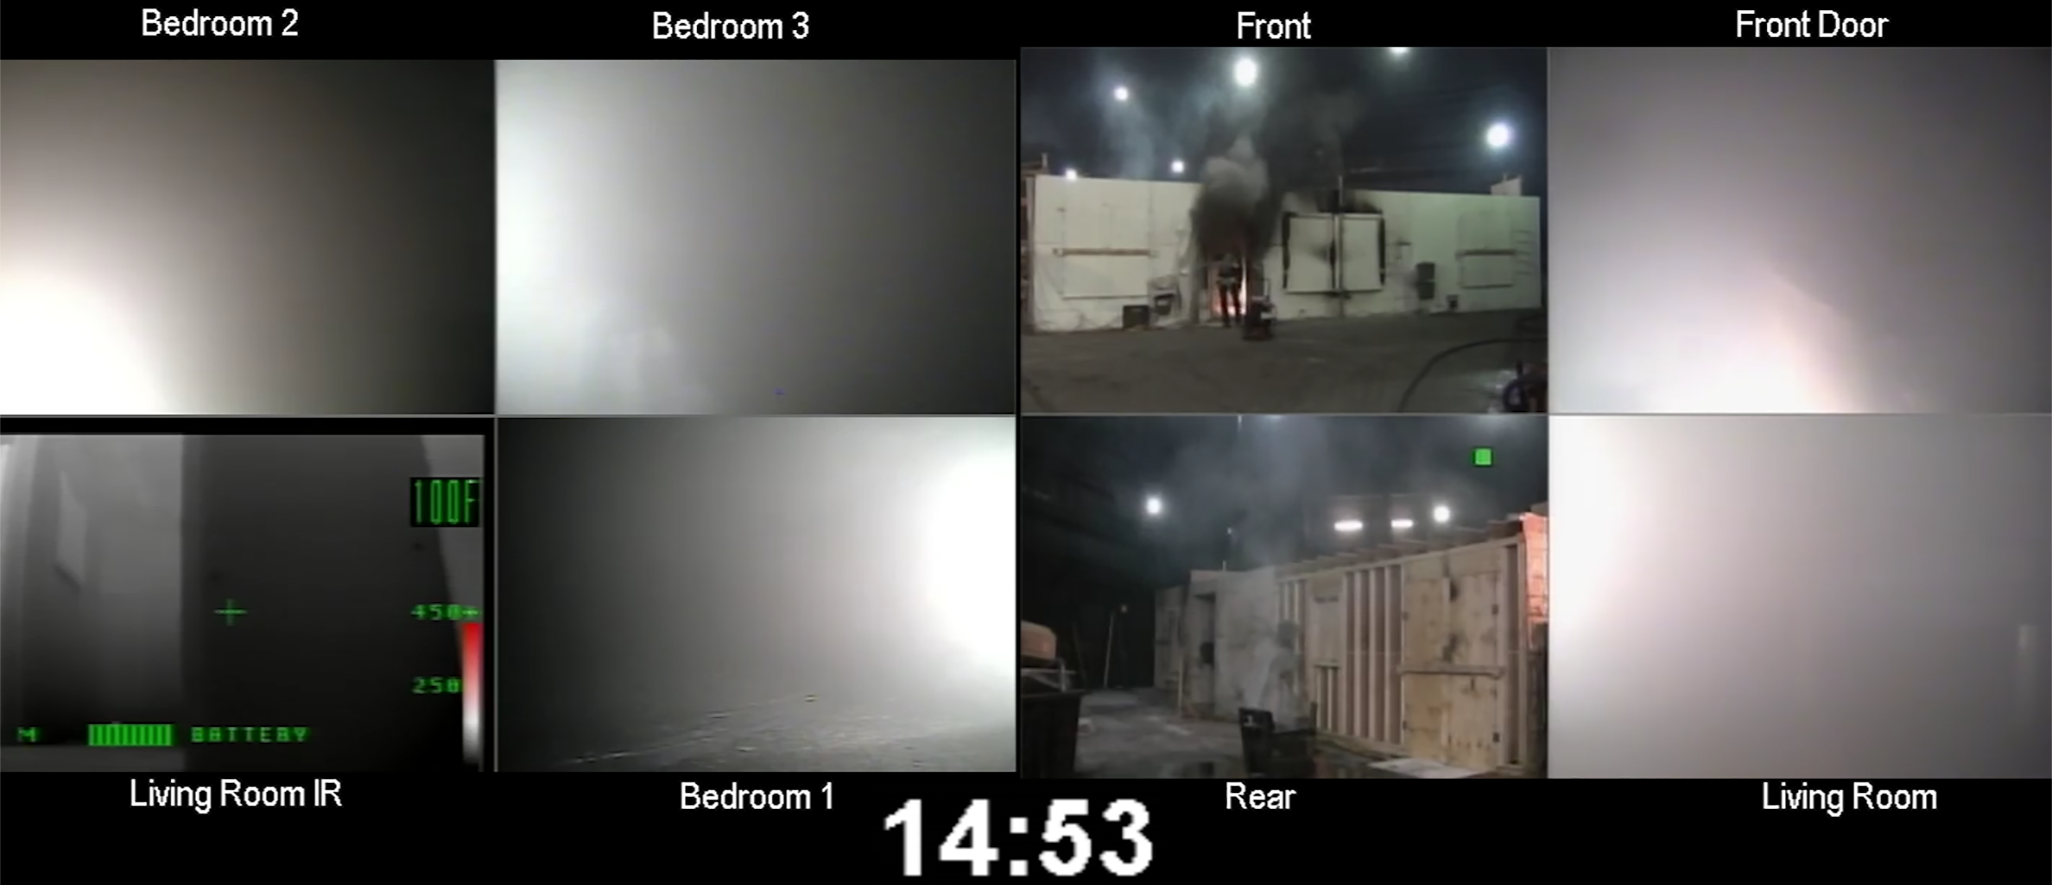 Bedroom 2
Bedroom 3
Front
Front Door
100F
450+
250
M BATTERY
Living Room IR
Bedroom 1
Rear
Living Room
14:53